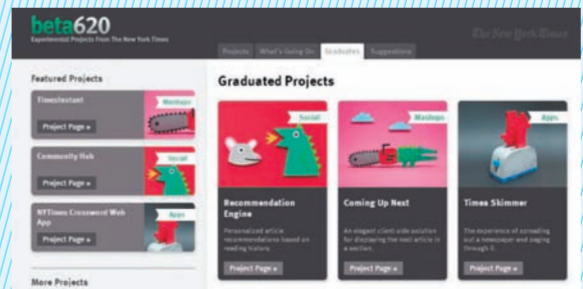 beta620
Experimental Projects From The New York Times
The New York Times
Projects What's Going On Graduates Suggestions
Featured Projects
TimesInstant
Mashups
Project Page »
Community Hub
Social
Project Page »
NYTimes Crossword Web
App
Apps
Project Page »
More Projects
Graduated Projects
Social
Recommendation
Engine
Personalized article
recommendations based on
reading history.
Project Page »
Mashups
Coming Up Next
An elegant client-side solution
for displaying the next article in
a section.
Project Page »
Apps
Times Skimmer
The experience of spreading
out a newspaper and paging
through it.
Project Page »